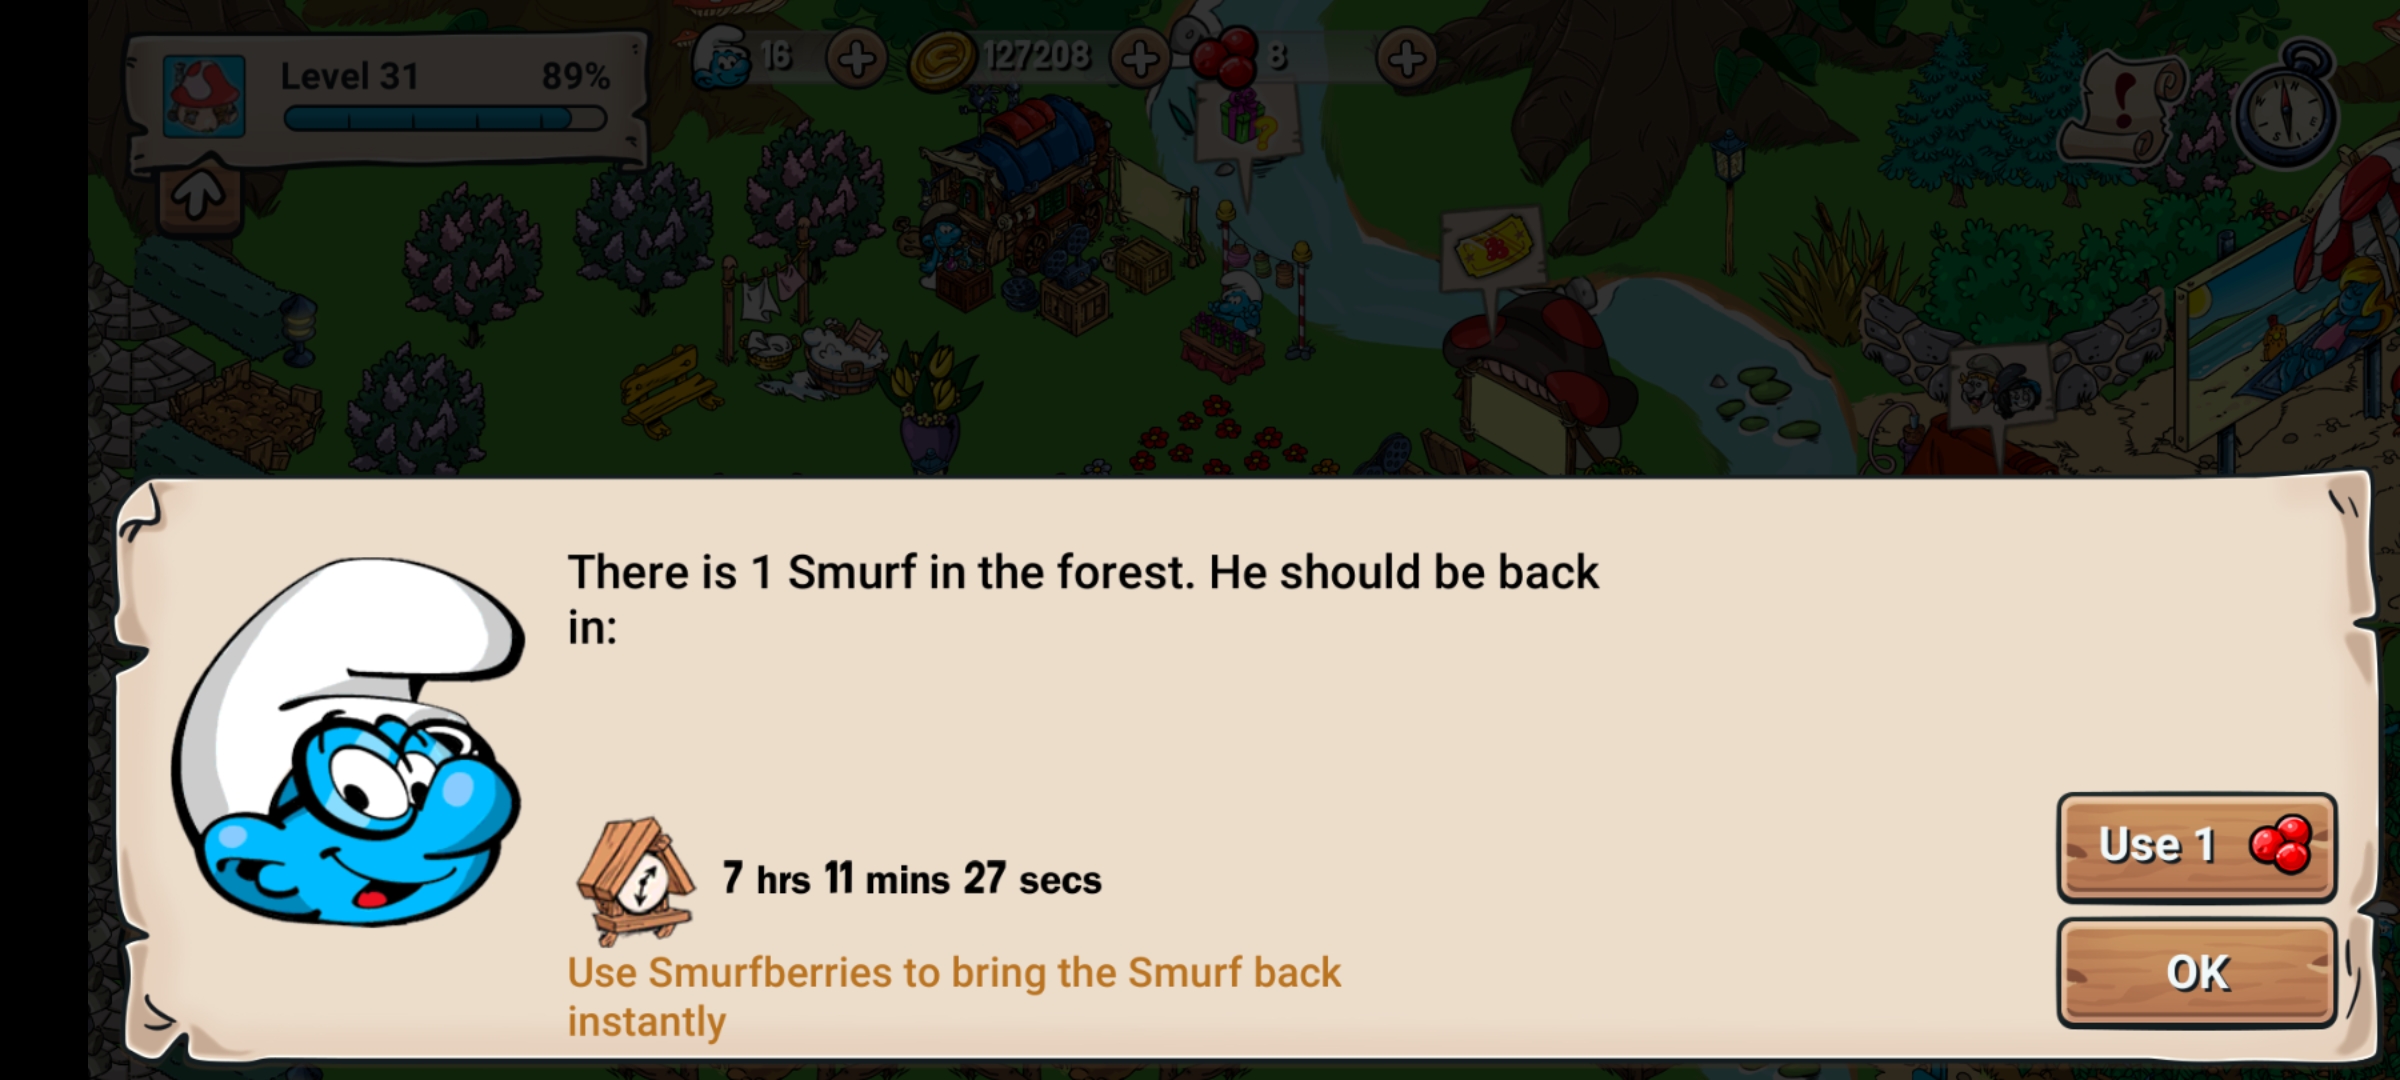 Level 31 89%
16
127208
8
There is 1 Smurf in the forest. He should be back
in:
7 hrs 11 mins 27 secs
Use Smurfberries to bring the Smurf back
instantly
Use 1
OK